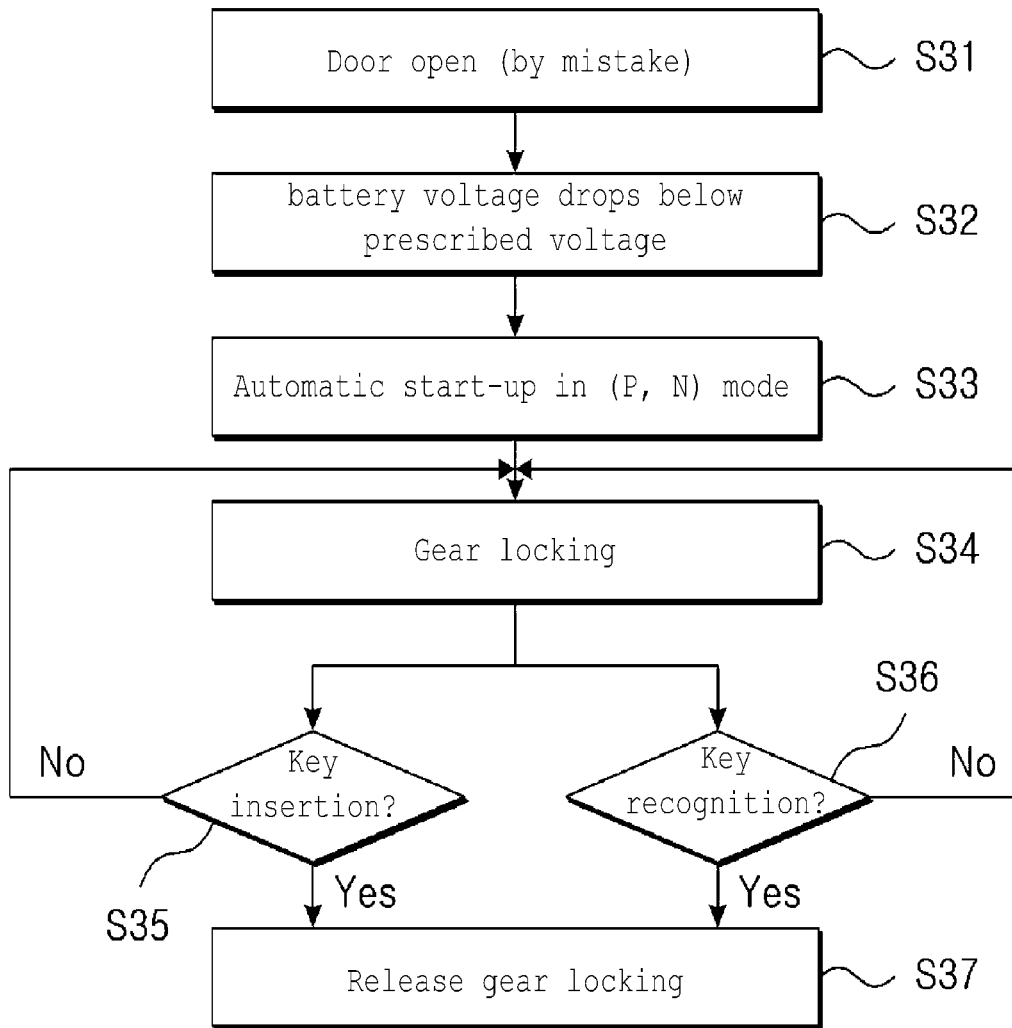 Door open (by mistake)
S31
battery voltage drops below
prescribed voltage
S32
Automatic start-up in (P, N) mode
S33
Gear locking
S34
S36
No
Key
insertion?
Key
recognition?
No
S35
Yes
Yes
Release gear locking
S37